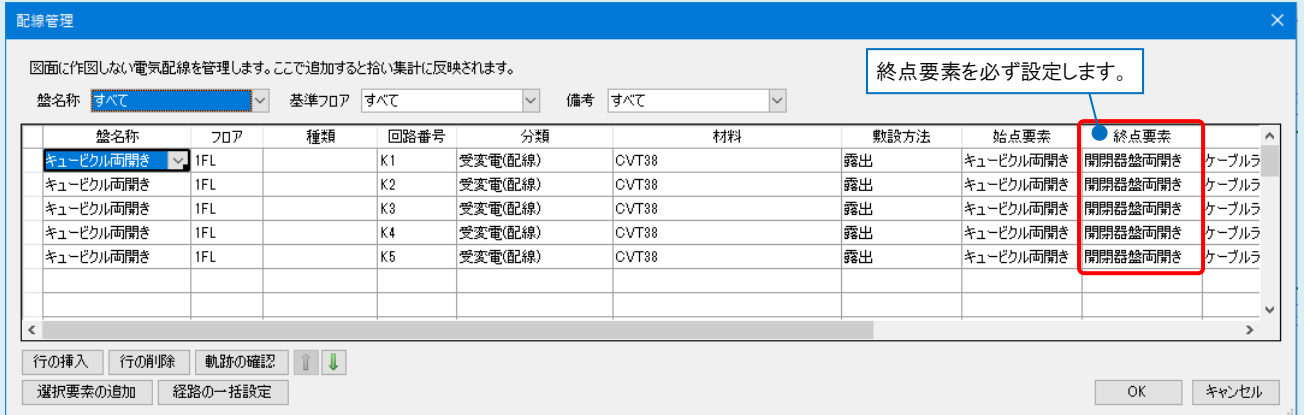 配線管理
図面に作図しない電気配線を管理します。ここで追加すると拾い集計に反映されます。
終点要素を必ず設定します。
盤名称 すべて 基準フロア すべて 備考 すべて
盤名称 フロア 種類 回路番号 分類 材料 敷設方法 始点要素 終点要素
キュービクル両開き 1FL K1 受変電(配線) CVT38 露出 キュービクル両開き 開閉器盤両開き ケーブルラ
キュービクル両開き 1FL K2 受変電(配線) CVT38 露出 キュービクル両開き 開閉器盤両開き ケーブルラ
キュービクル両開き 1FL K3 受変電(配線) CVT38 露出 キュービクル両開き 開閉器盤両開き ケーブルラ
キュービクル両開き 1FL K4 受変電(配線) CVT38 露出 キュービクル両開き 開閉器盤両開き ケーブルラ
キュービクル両開き 1FL K5 受変電(配線) CVT38 露出 キュービクル両開き 開閉器盤両開き ケーブルラ
行の挿入 行の削除 軌跡の確認
選択要素の追加 経路の一括設定 OK キャンセル